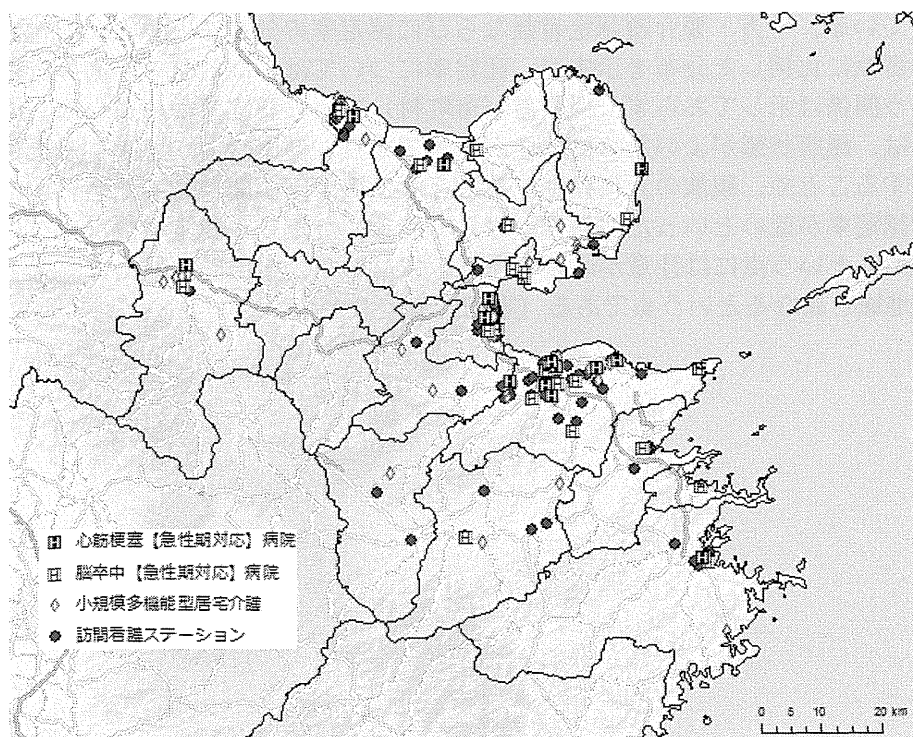 心筋梗塞【急性期対応】病院
脳卒中【急性期対応】病院
小規模多機能型居宅介護
訪問看護ステーション
0 5 10 20 km